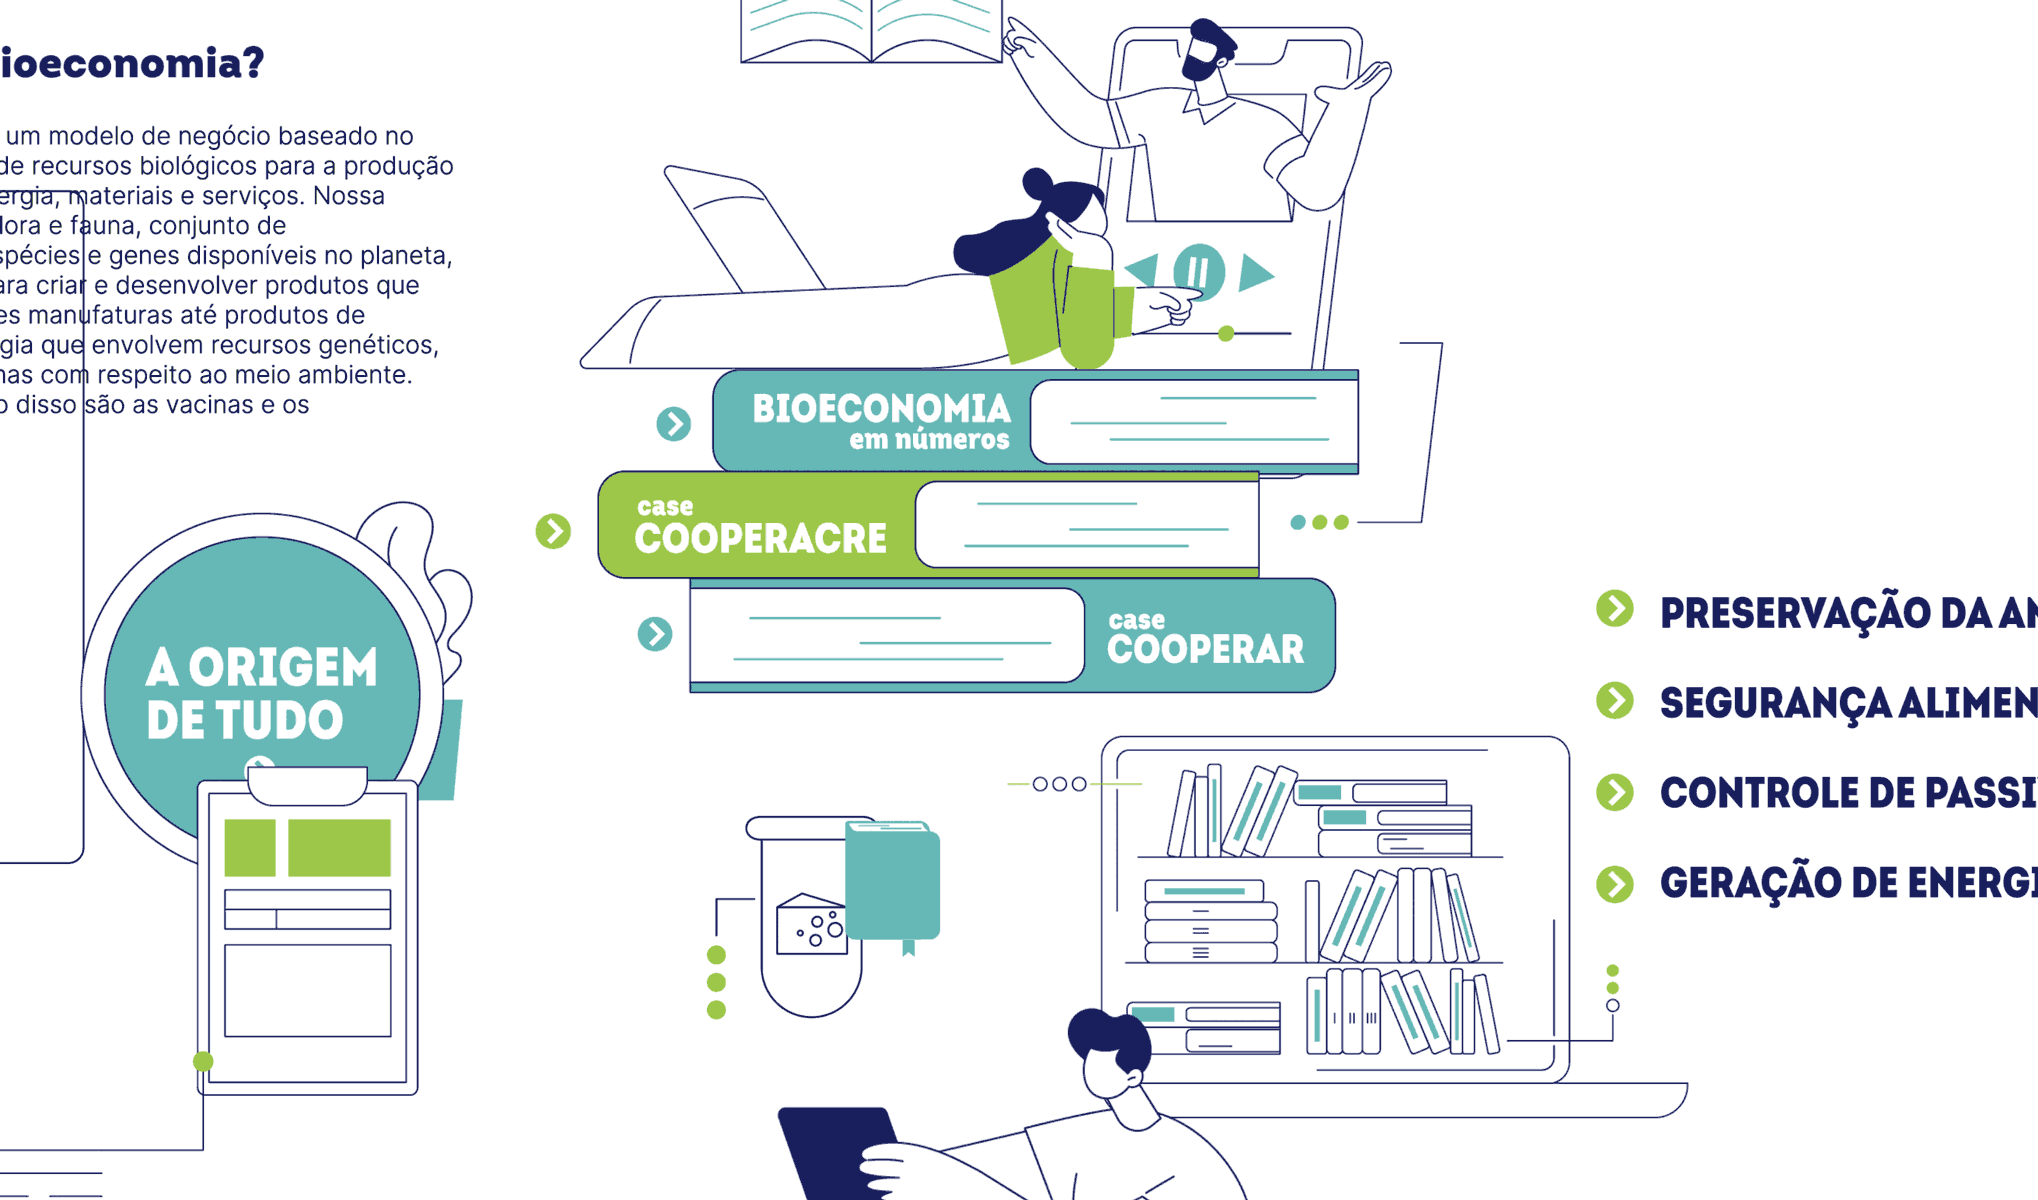 ioeconomia?
um modelo de negócio baseado no
de recursos biológicos para a produção
ergia, materiais e serviços. Nossa
lora e fauna, conjunto de
spécies e genes disponíveis no planeta,
ara criar e desenvolver produtos que
es manufaturas até produtos de
gia que envolvem recursos genéticos,
nas com respeito ao meio ambiente.
o disso são as vacinas e os
BIOECONOMIA
em números
case
COOPERACRE
case
COOPERAR
A ORIGEM
DE TUDO
PRESERVAÇÃO DA AN
SEGURANÇA ALIMEN
CONTROLE DE PASSI
GERAÇÃO DE ENERGI
I II III